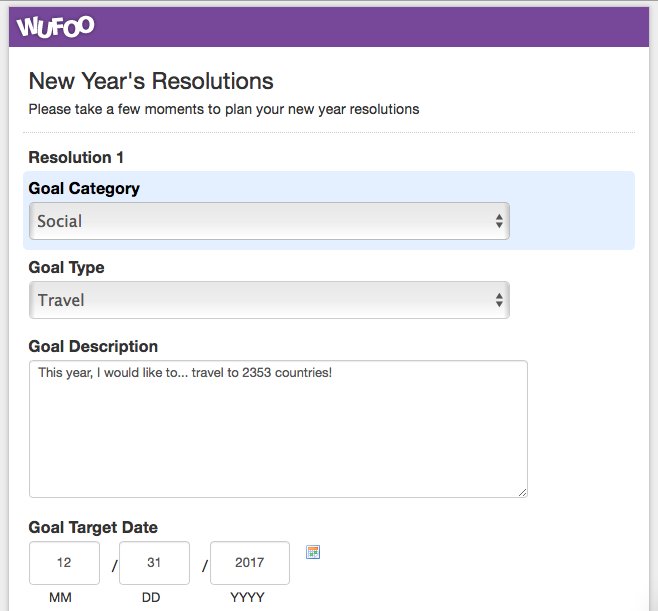 WUFOO
New Year's Resolutions
Please take a few moments to plan your new year resolutions
Resolution 1
Goal Category
Social
Goal Type
Travel
Goal Description
This year, I would like to... travel to 2353 countries!
Goal Target Date
12 / 31 / 2017
MM DD YYYY